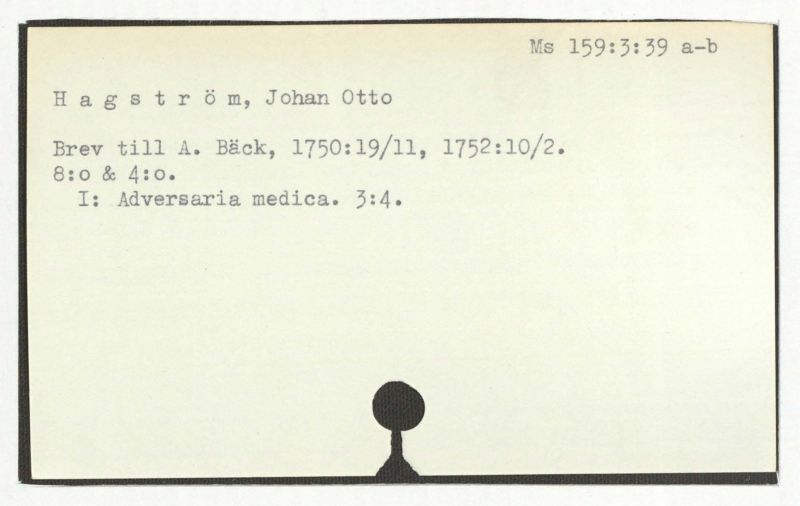 Ms 159:3:39 a-b
H a g s t r ö m, Johan Otto
Brev till A. Bäck, 1750:19/11, 1752:10/2.
8:o & 4:o.
I: Adversaria medica. 3:4.